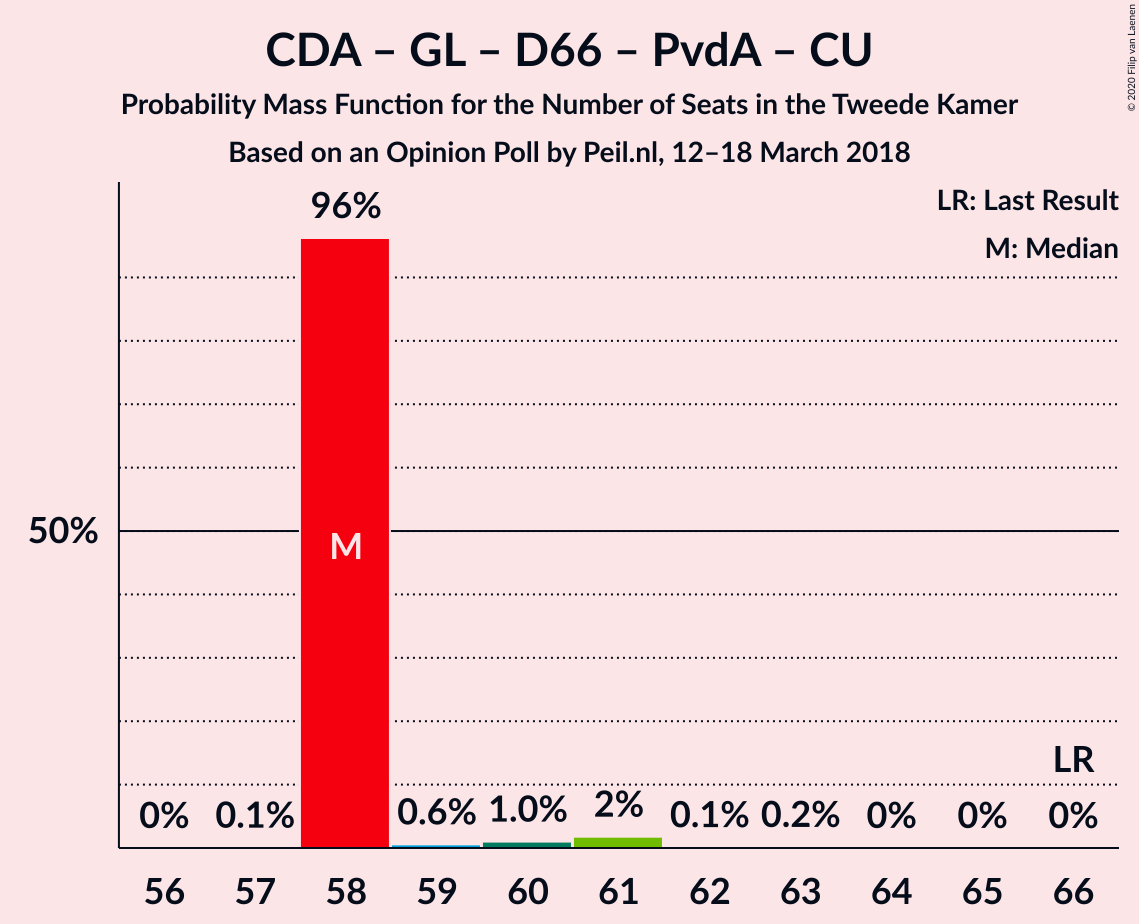 CDA – GL – D66 – PvdA – CU
Probability Mass Function for the Number of Seats in the Tweede Kamer
Based on an Opinion Poll by Peil.nl, 12–18 March 2018
© 2020 Filip van Laenen
LR: Last Result
M: Median
96%
50%
M
LR
0% 0.1% 0.6% 1.0% 2% 0.1% 0.2% 0% 0% 0%
56 57 58 59 60 61 62 63 64 65 66